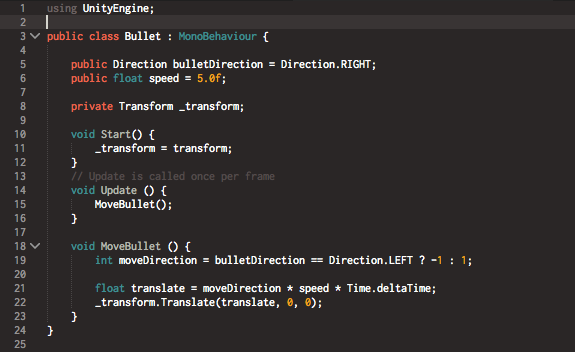 1 using UnityEngine;
2
3 public class Bullet : MonoBehaviour {
4
5     public Direction bulletDirection = Direction.RIGHT;
6     public float speed = 5.0f;
7
8     private Transform _transform;
9
10     void Start() {
11         _transform = transform;
12     }
13     // Update is called once per frame
14     void Update () {
15         MoveBullet();
16     }
17
18     void MoveBullet () {
19         int moveDirection = bulletDirection == Direction.LEFT ? -1 : 1;
20
21         float translate = moveDirection * speed * Time.deltaTime;
22         _transform.Translate(translate, 0, 0);
23     }
24 }
25